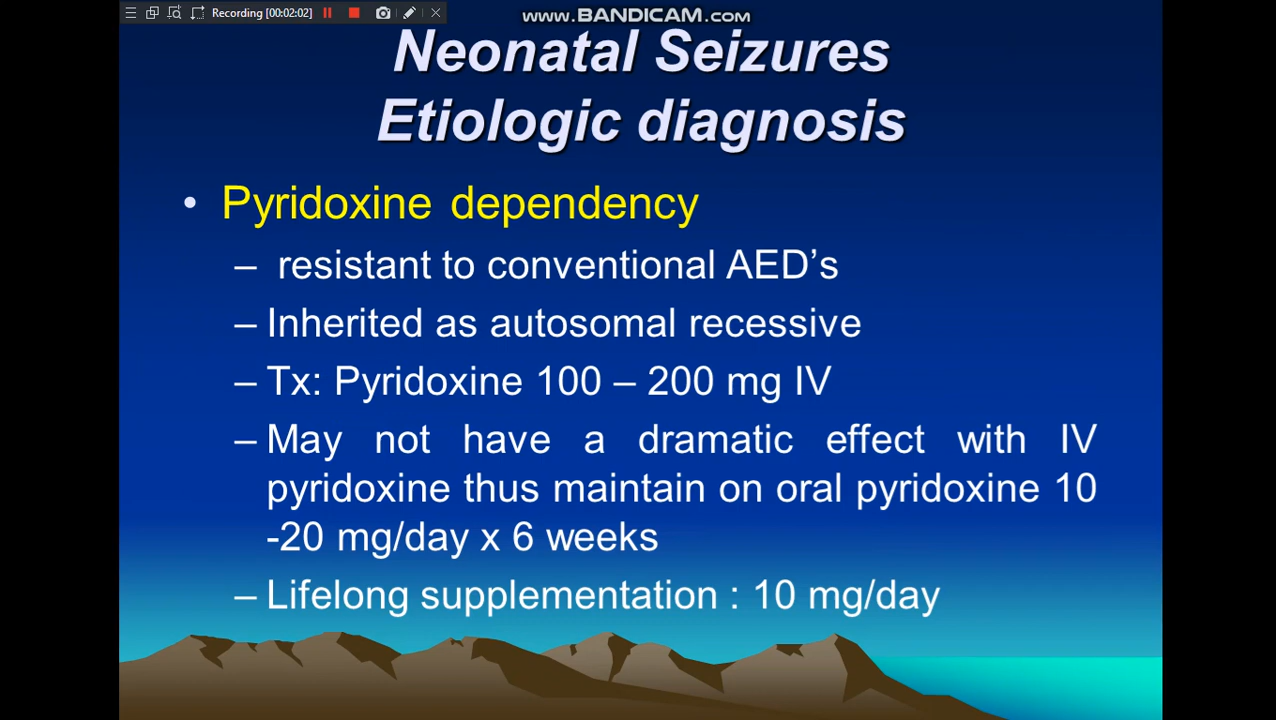 Recording [00:02:02]
www.BANDICAM.com
Neonatal Seizures
Etiologic diagnosis
• Pyridoxine dependency
– resistant to conventional AED’s
– Inherited as autosomal recessive
– Tx: Pyridoxine 100 – 200 mg IV
– May not have a dramatic effect with IV
pyridoxine thus maintain on oral pyridoxine 10
-20 mg/day x 6 weeks
– Lifelong supplementation : 10 mg/day